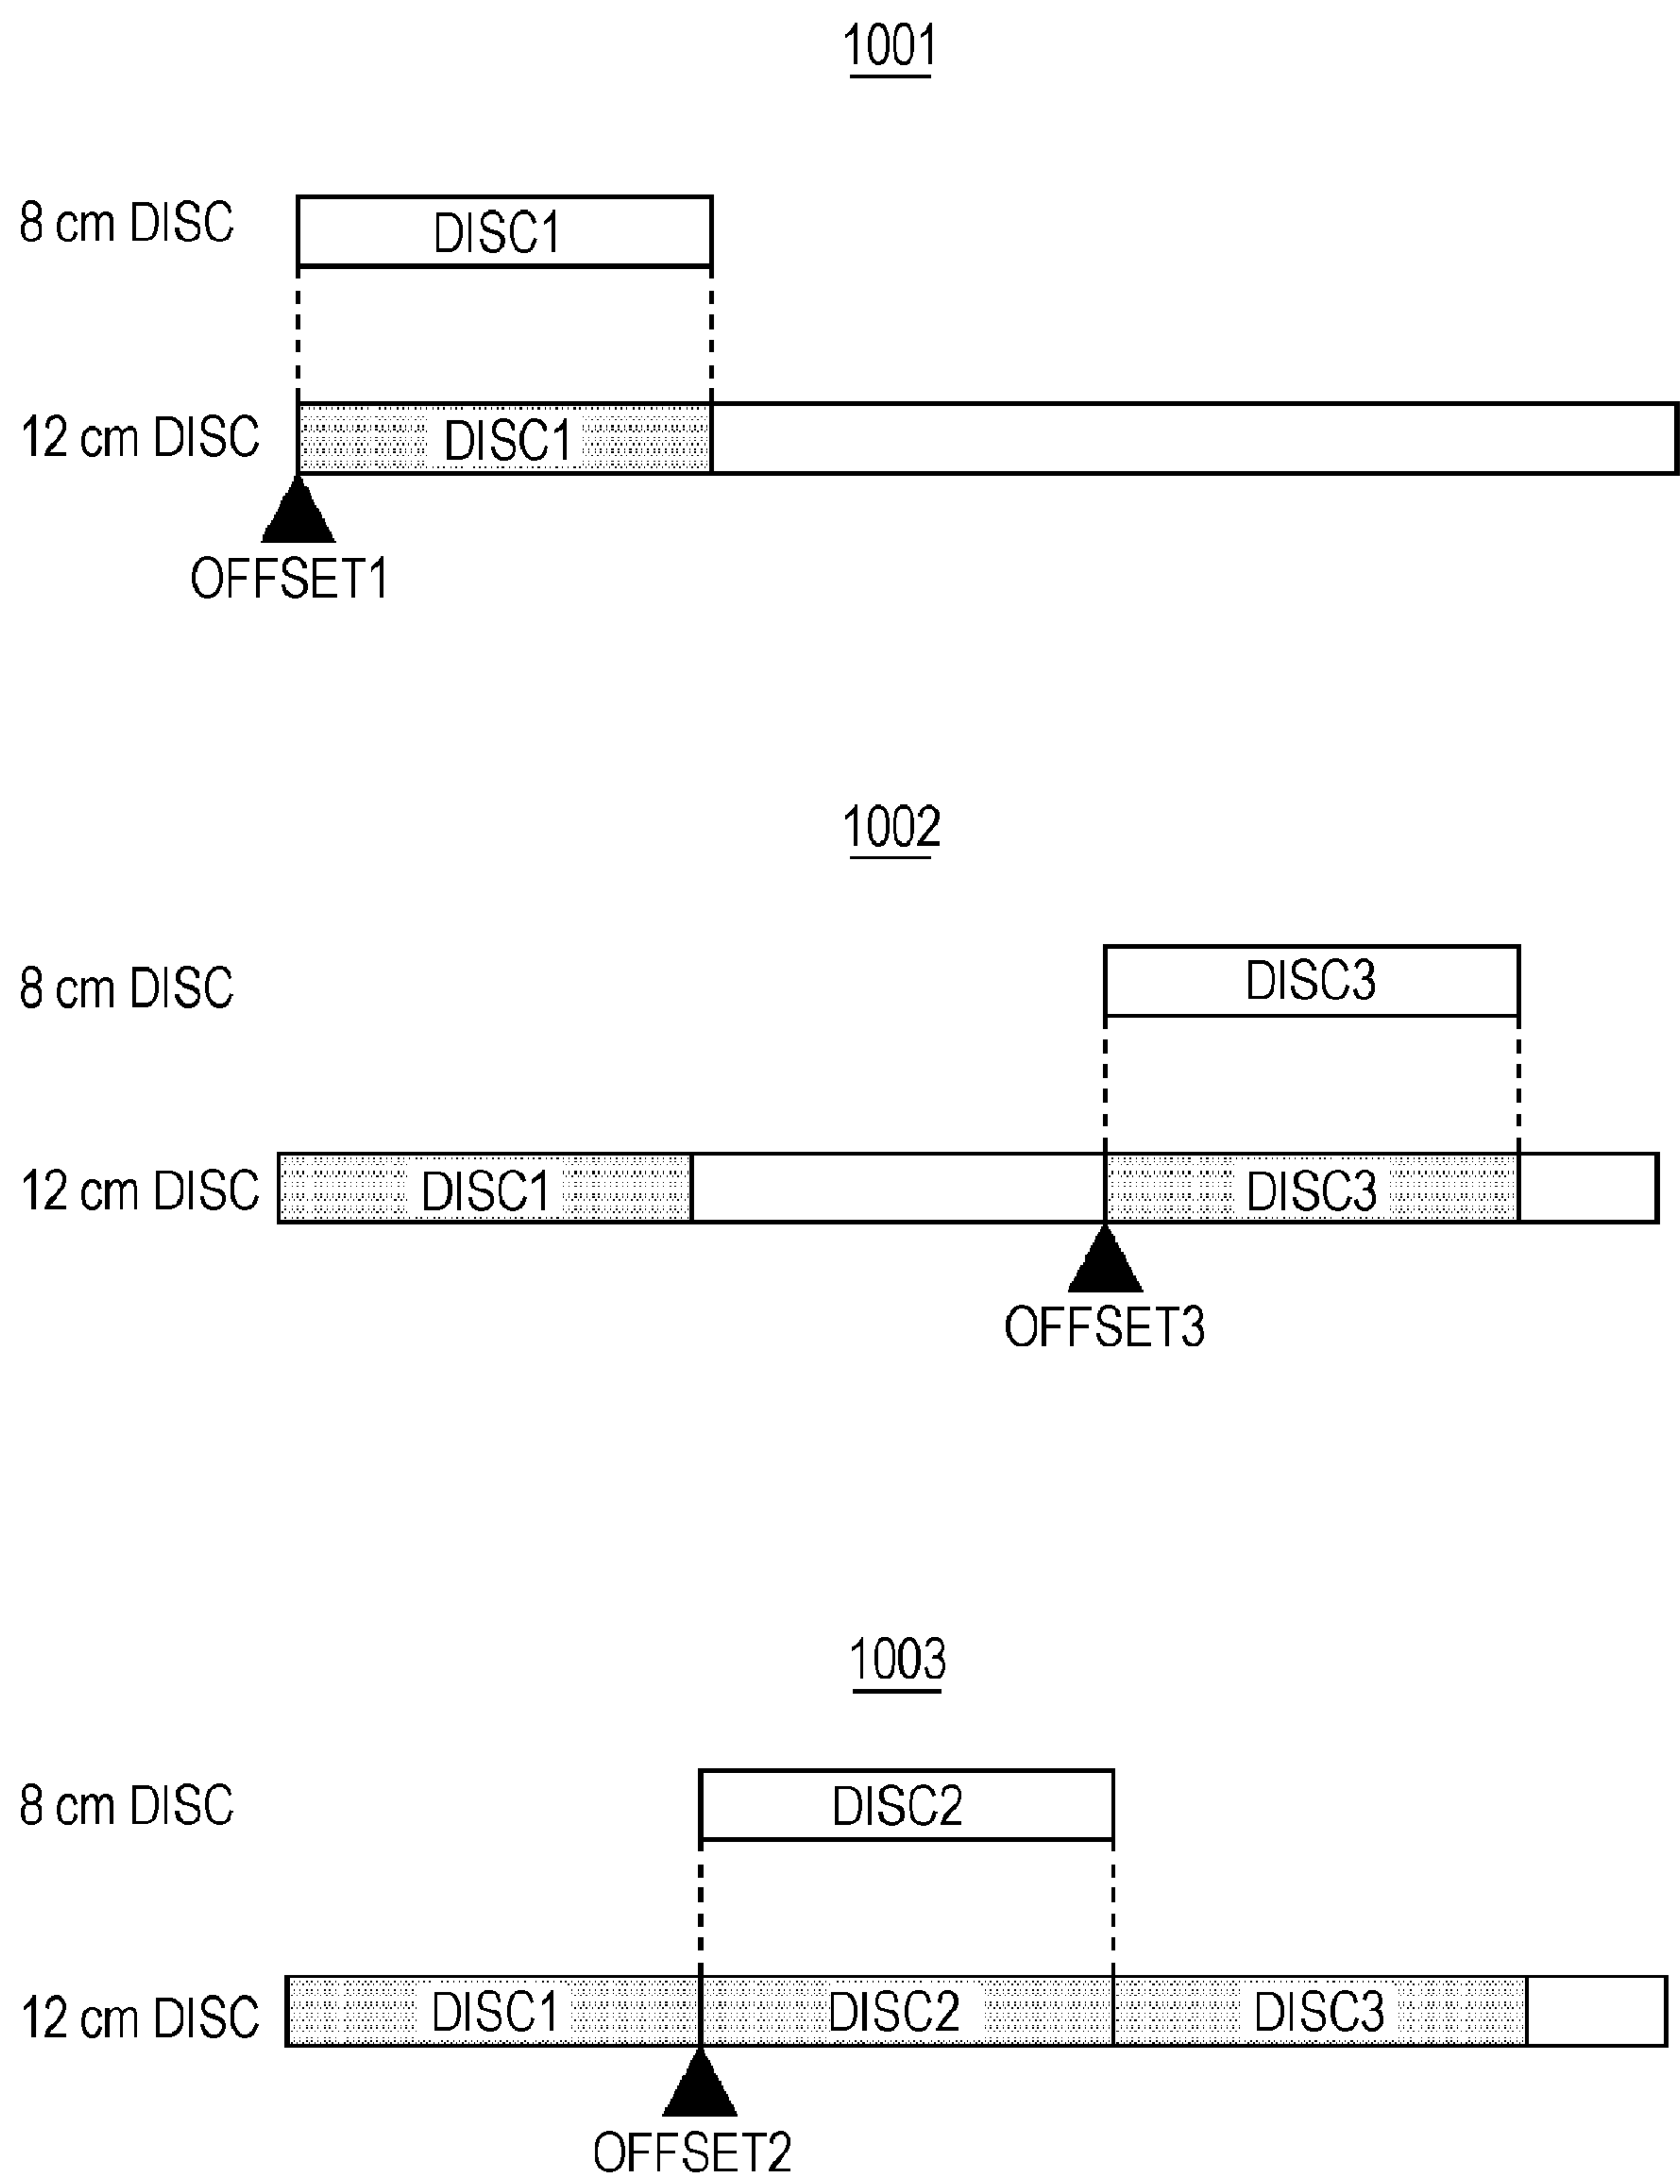 1001
8 cm DISC
DISC1
12 cm DISC
DISC1
OFFSET1
1002
8 cm DISC
DISC3
12 cm DISC
DISC1
DISC3
OFFSET3
1003
8 cm DISC
DISC2
12 cm DISC
DISC1
DISC2
DISC3
OFFSET2